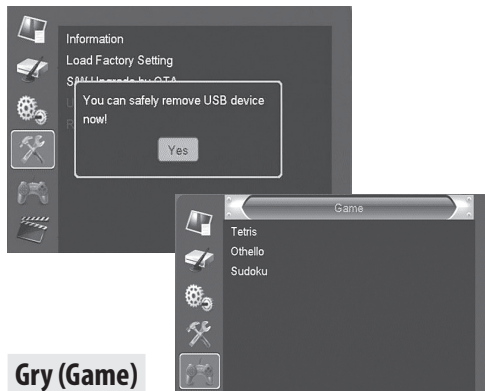 Information
Load Factory Setting
S/W Upgrade by OTA
You can safely remove USB device
now!
Yes
Game
Tetris
Othello
Sudoku
Gry (Game)